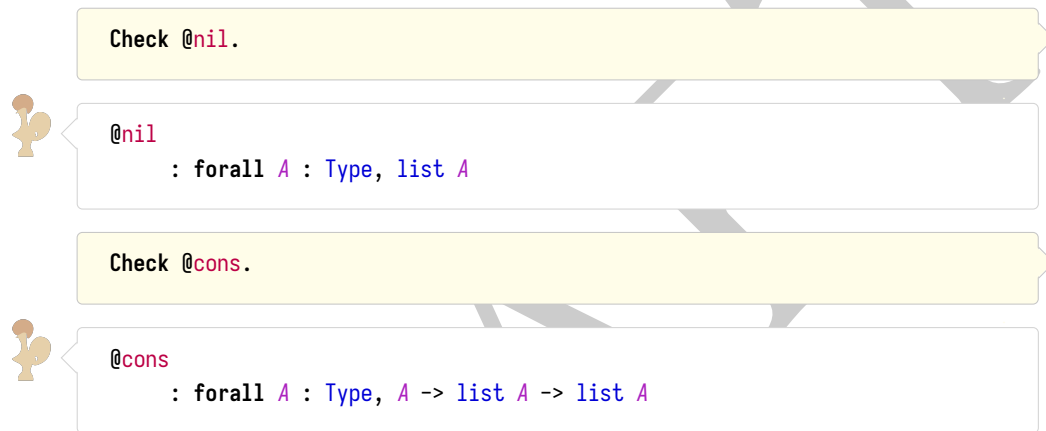 Check @nil.
@nil
: forall A : Type, list A
Check @cons.
@cons
: forall A : Type, A -> list A -> list A